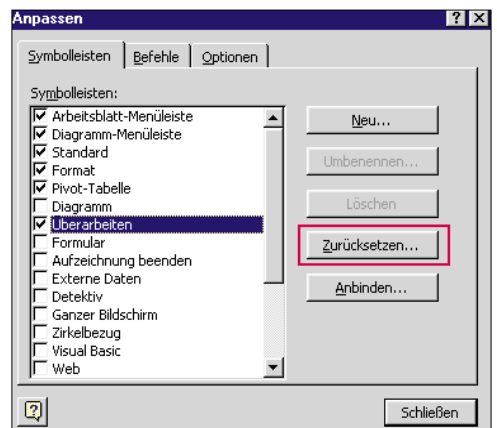 Anpassen
Symbolleisten Befehle Optionen
Symbolleisten:
Arbeitsblatt-Menüleiste
Diagramm-Menüleiste
Standard
Format
Pivot-Tabelle
Diagramm
Überarbeiten
Formular
Aufzeichnung beenden
Externe Daten
Detektiv
Ganzer Bildschirm
Zirkelbezug
Visual Basic
Web
Neu...
Umbenennen...
Löschen
Zurücksetzen...
Anbinden...
Schließen